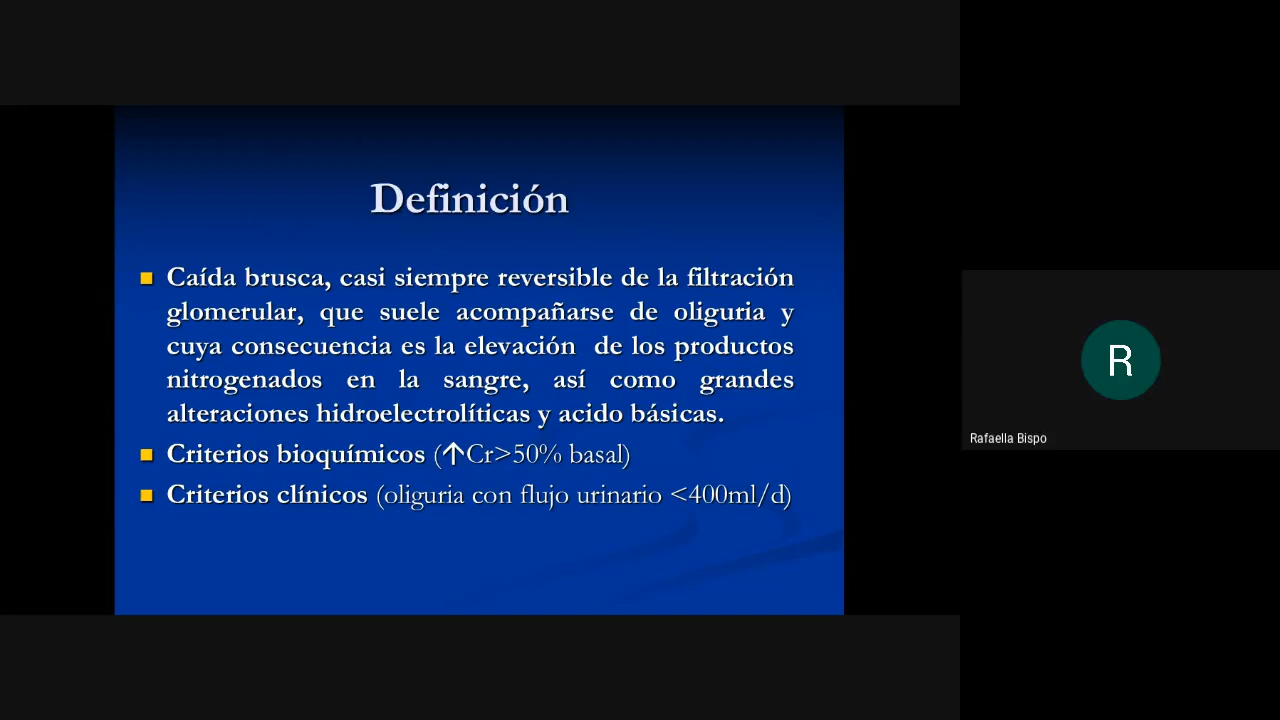 Definición
Caída brusca, casi siempre reversible de la filtración
glomerular, que suele acompañarse de oliguria y
cuya consecuencia es la elevación de los productos
nitrogenados en la sangre, así como grandes
alteraciones hidroelectrolíticas y acido básicas.
Criterios bioquímicos (↑Cr>50% basal)
Criterios clínicos (oliguria con flujo urinario <400ml/d)
R
Rafaella Bispo